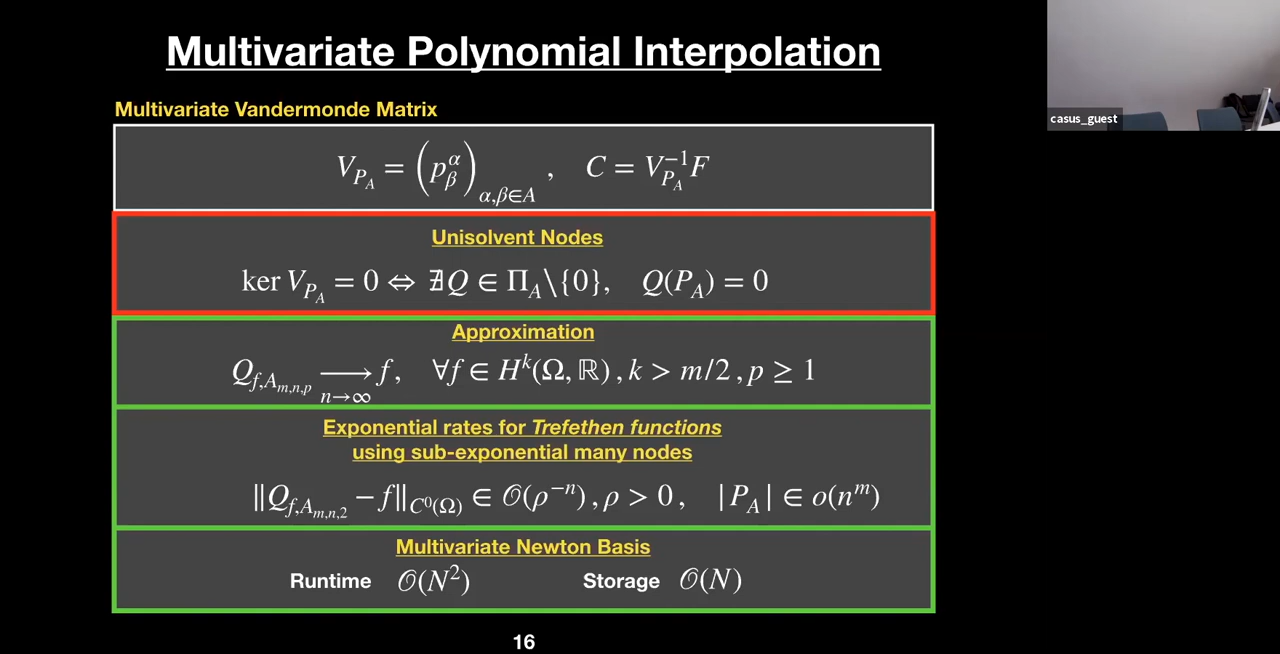 Multivariate Polynomial Interpolation
casus_guest
Multivariate Vandermonde Matrix
V_{P_A} = (p_β^α)_{α,β∈A} , C = V_{P_A}^{-1}F
Unisolvent Nodes
ker V_{P_A} = 0 ⇔ ∄Q ∈ Π_A\{0}, Q(P_A) = 0
Approximation
Q_{f,A_{m,n,p}} ⟶_{n→∞} f, ∀f ∈ H^k(Ω, ℝ) , k > m/2 , p ≥ 1
Exponential rates for Trefethen functions
using sub-exponential many nodes
‖Q_{f,A_{m,n,2}} − f‖_{C^0(Ω)} ∈ 𝒪(ρ^{−n}) , ρ > 0 , |P_A| ∈ o(n^m)
Multivariate Newton Basis
Runtime 𝒪(N^2) Storage 𝒪(N)
16